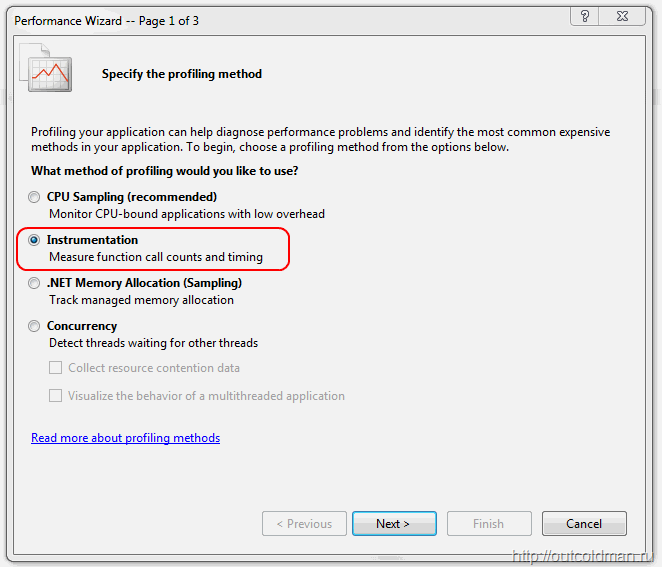 Performance Wizard -- Page 1 of 3
Specify the profiling method
Profiling your application can help diagnose performance problems and identify the most common expensive
methods in your application. To begin, choose a profiling method from the options below.
What method of profiling would you like to use?
CPU Sampling (recommended)
Monitor CPU-bound applications with low overhead
Instrumentation
Measure function call counts and timing
.NET Memory Allocation (Sampling)
Track managed memory allocation
Concurrency
Detect threads waiting for other threads
Collect resource contention data
Visualize the behavior of a multithreaded application
Read more about profiling methods
< Previous
Next >
Finish
Cancel
http://outcoldman.ru